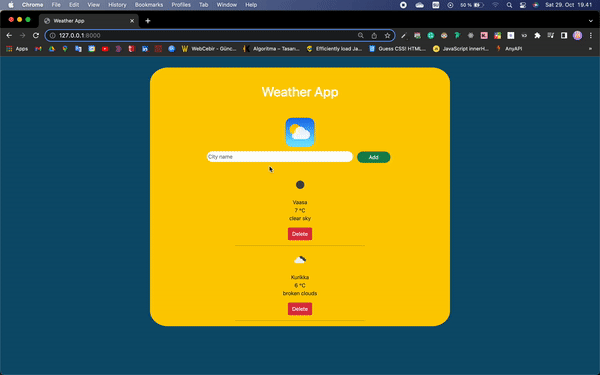 Chrome File Edit View History Bookmarks Profiles Tab Window Help 50 % Sat 29. Oct 19.41
Weather App
127.0.0.1:8000
Apps M WebCebir – Günc... Algoritma – Tasarı... Efficiently load Ja... Guess CSS! HTML... JavaScript innerH... AnyAPI
Weather App
City name Add
Vaasa
7 °C
clear sky
Delete
Kurikka
6 °C
broken clouds
Delete